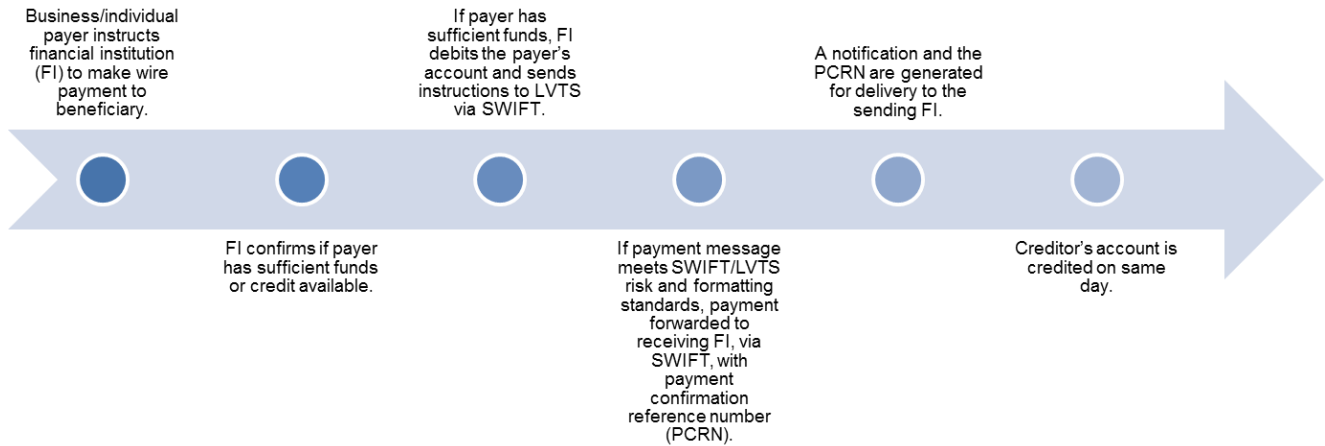 Business/individual
payer instructs
financial institution
(FI) to make wire
payment to
beneficiary.
FI confirms if payer
has sufficient funds
or credit available.
If payer has
sufficient funds, FI
debits the payer's
account and sends
instructions to LVTS
via SWIFT.
If payment message
meets SWIFT/LVTS
risk and formatting
standards, payment
forwarded to
receiving FI, via
SWIFT, with
payment
confirmation
reference number
(PCRN).
A notification and the
PCRN are generated
for delivery to the
sending FI.
Creditor's account is
credited on same
day.